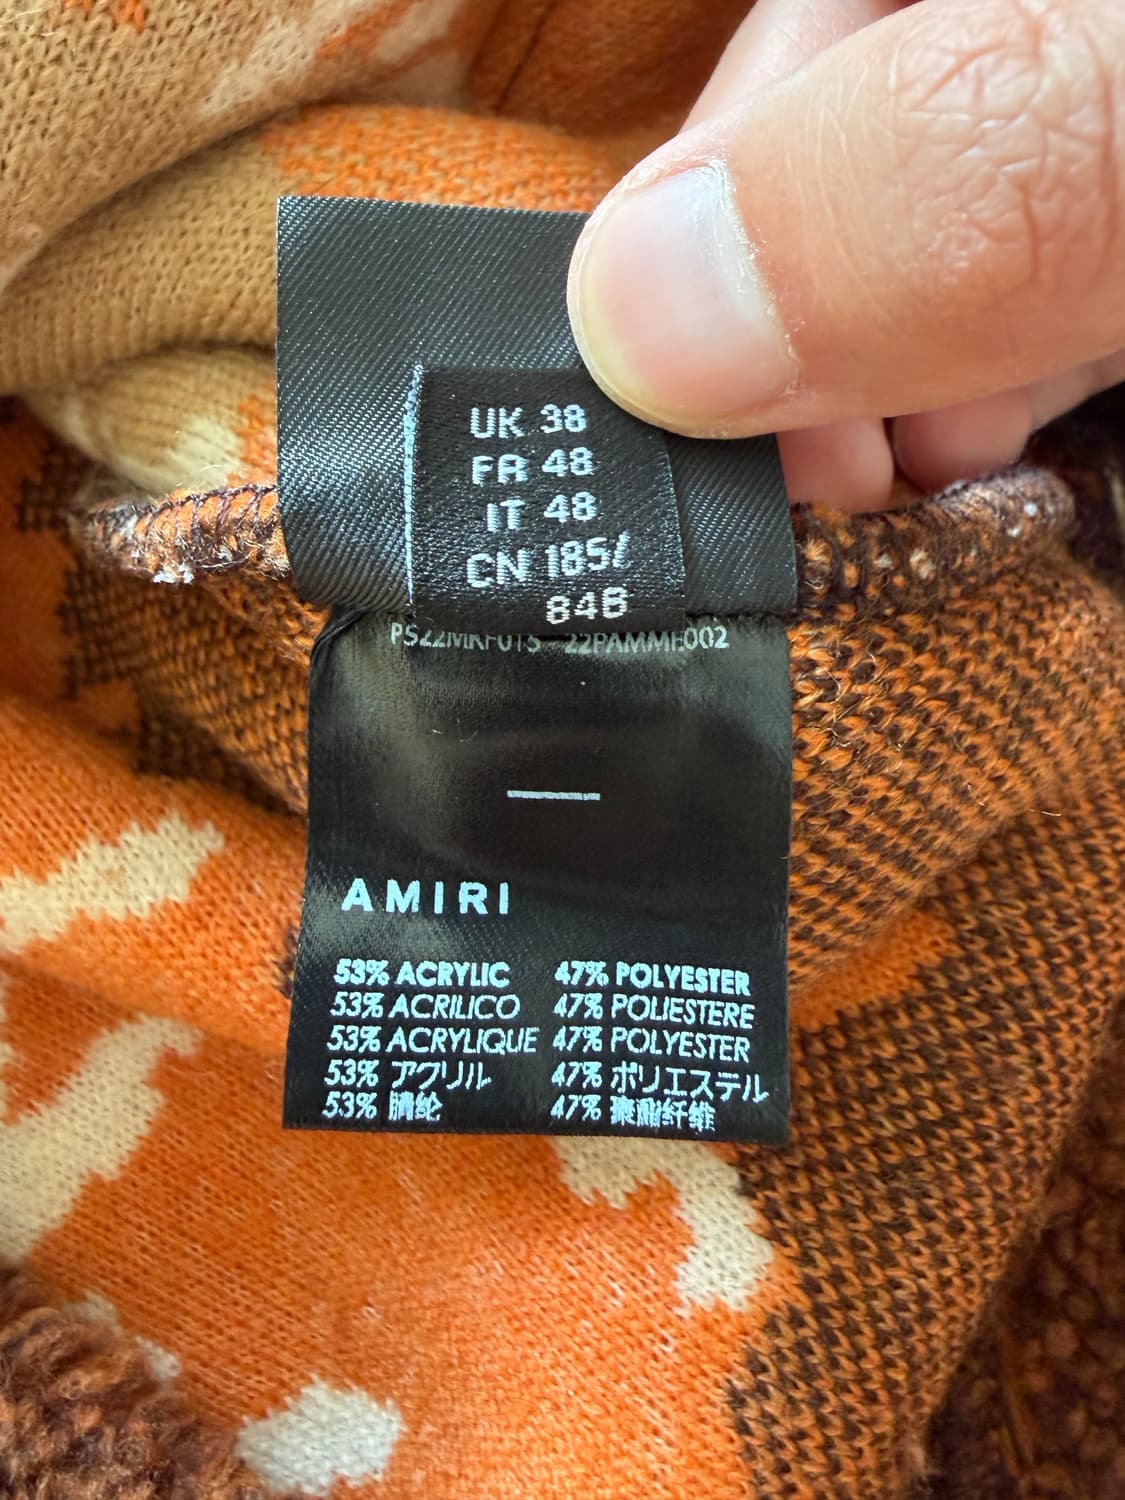 UK 38
FR 48
IT 48
CN 185/
84B
PS22MKF015 22PAMMF002
AMIRI
53% ACRYLIC 47% POLYESTER
53% ACRILICO 47% POLIESTERE
53% ACRYLIQUE 47% POLYESTER
53% アクリル 47% ポリエステル
53% 腈纶 47% 聚酯纤维